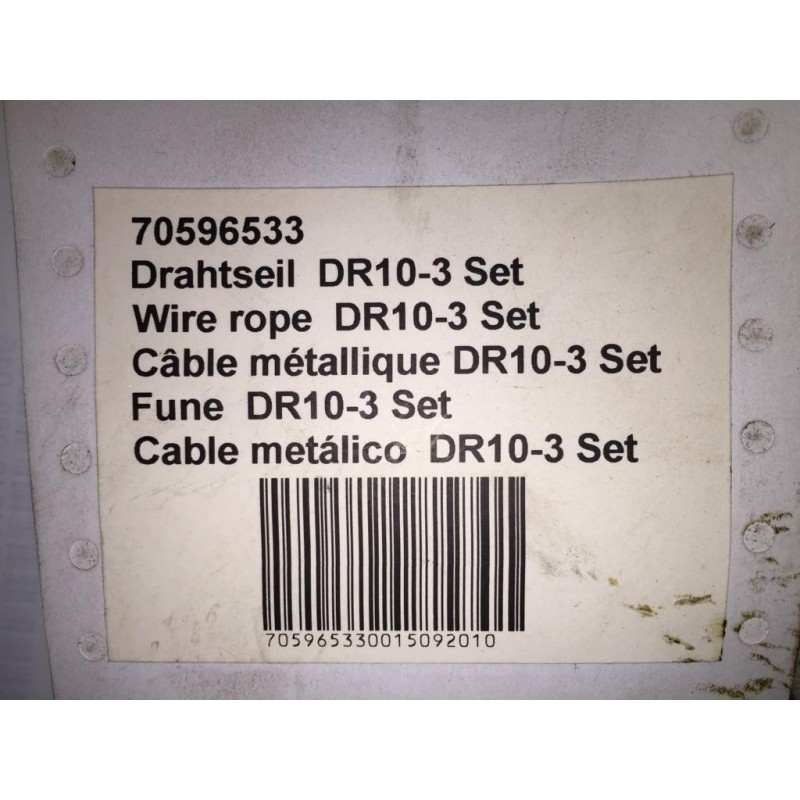 70596533
Drahtseil DR10-3 Set
Wire rope DR10-3 Set
Câble métallique DR10-3 Set
Fune DR10-3 Set
Cable metálico DR10-3 Set
705965330015092010